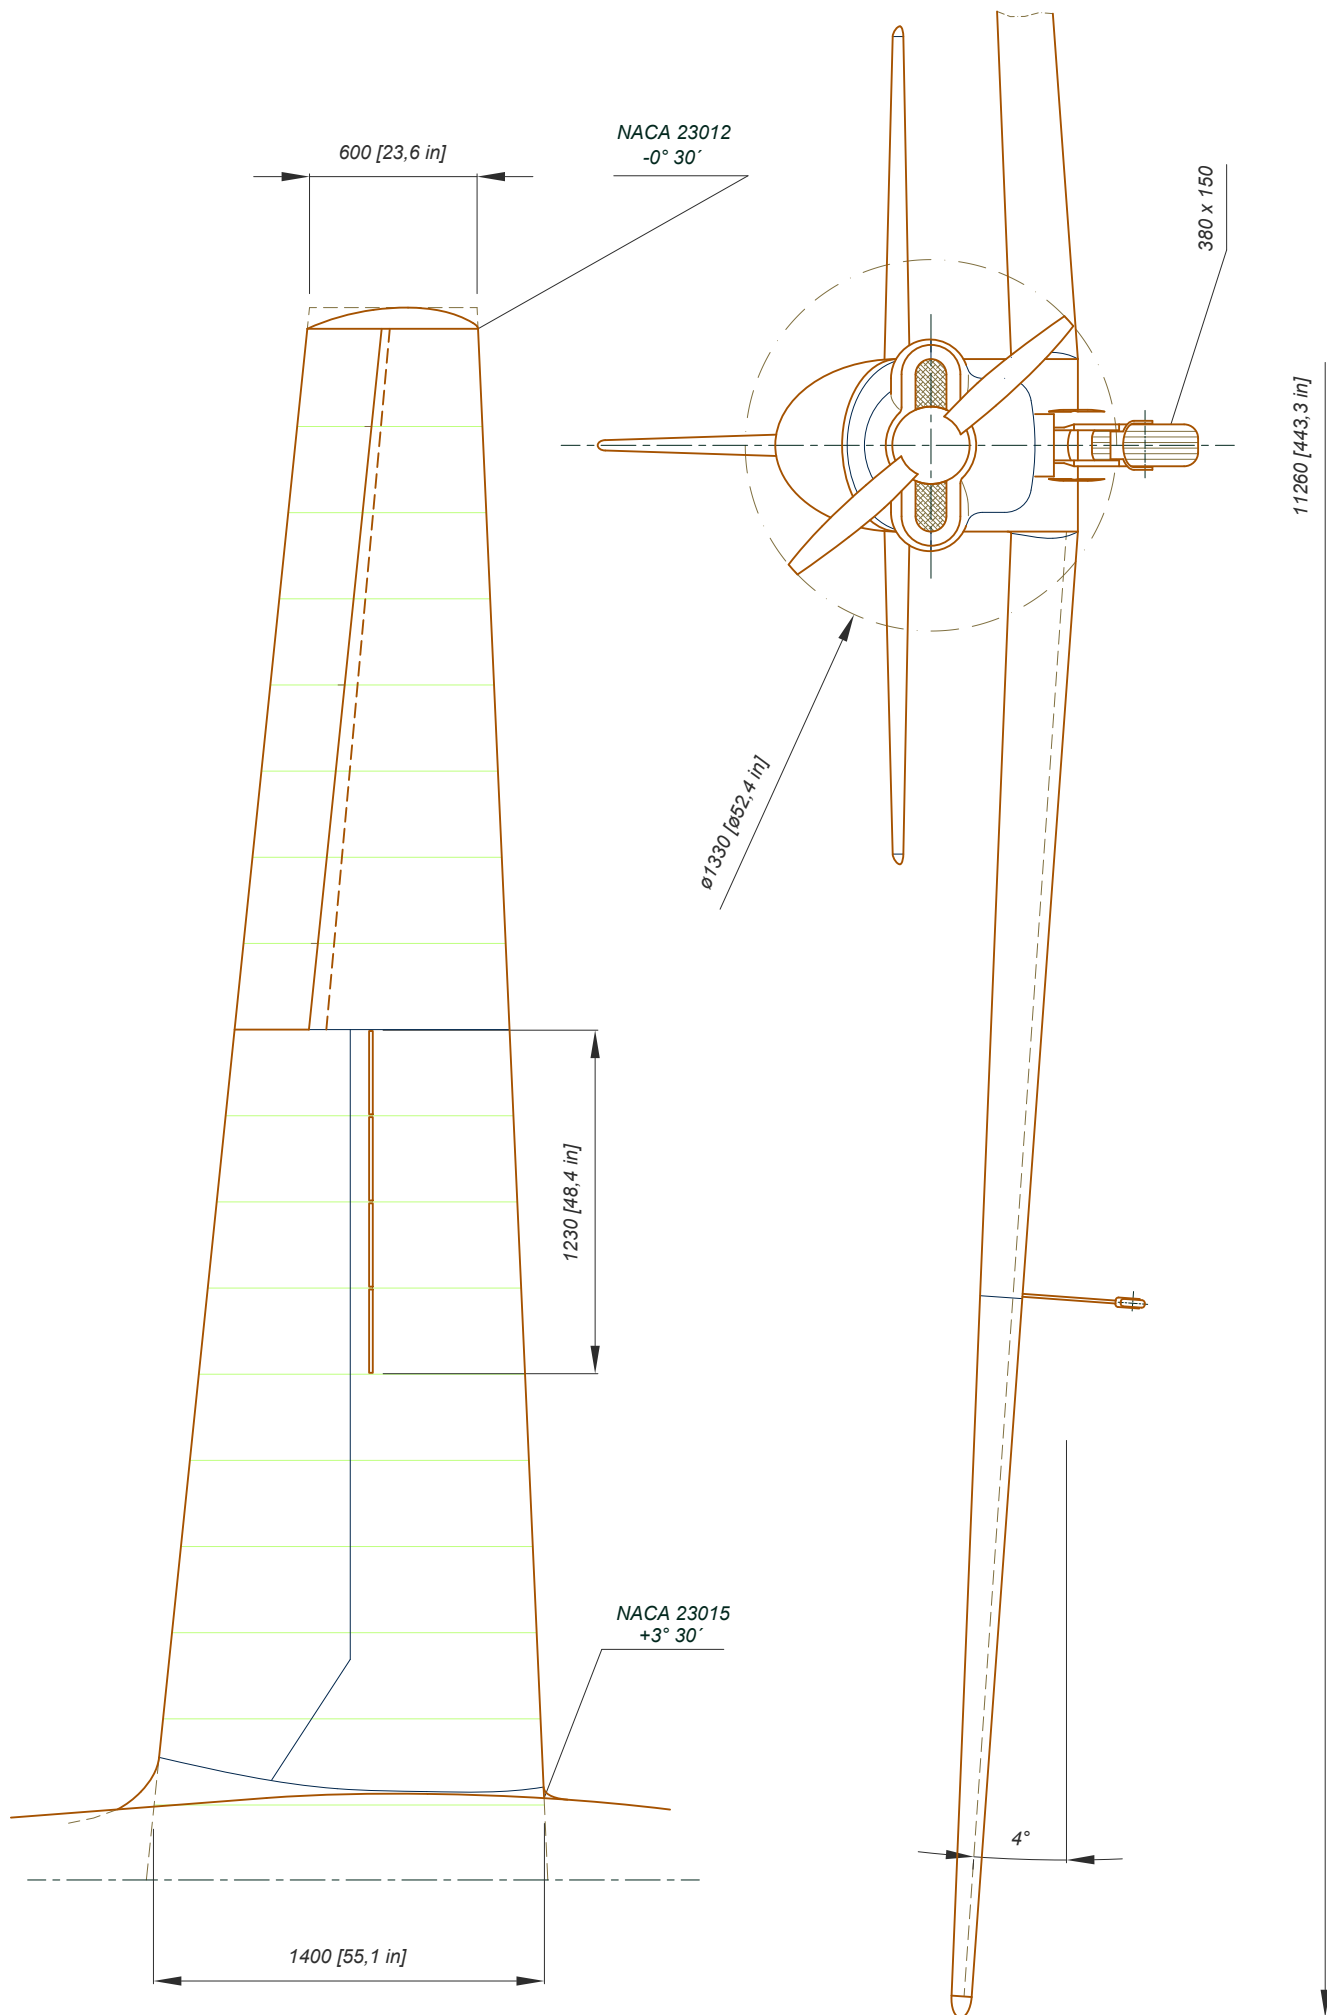 NACA 23012
-0° 30´
600 [23,6 in]
380 x 150
11260 [443,3 in]
ø1330 [ø52,4 in]
1230 [48,4 in]
NACA 23015
+3° 30´
4°
1400 [55,1 in]